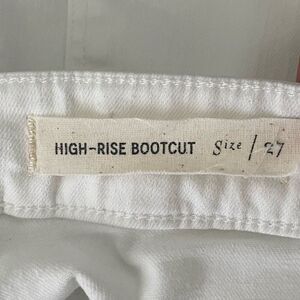 HIGH-RISE BOOTCUT Size / 27